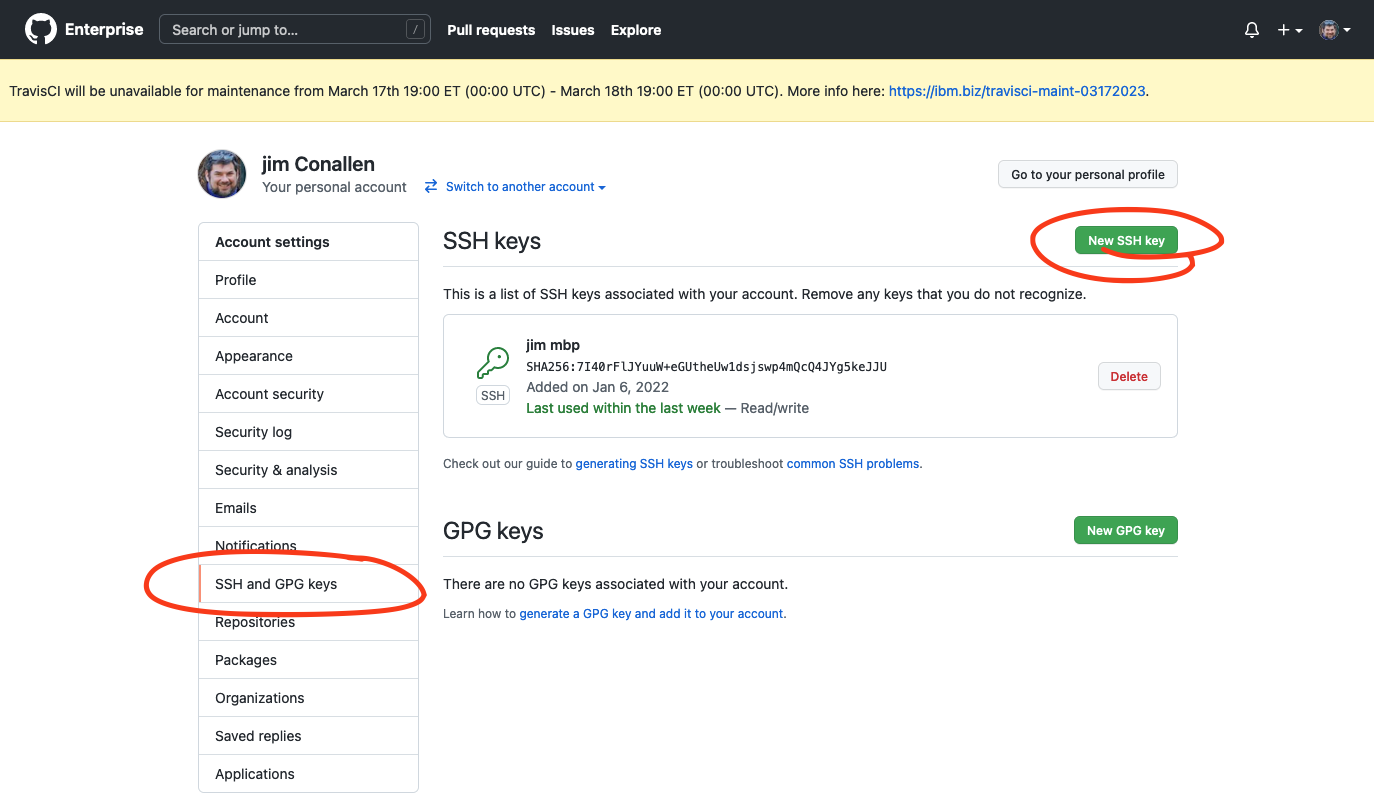 Enterprise
Search or jump to...
/
Pull requests
Issues
Explore
TravisCI will be unavailable for maintenance from March 17th 19:00 ET (00:00 UTC) - March 18th 19:00 ET (00:00 UTC). More info here: https://ibm.biz/travisci-maint-03172023.
jim Conallen
Your personal account
Switch to another account
Go to your personal profile
Account settings
Profile
Account
Appearance
Account security
Security log
Security & analysis
Emails
Notifications
SSH and GPG keys
Repositories
Packages
Organizations
Saved replies
Applications
SSH keys
New SSH key
This is a list of SSH keys associated with your account. Remove any keys that you do not recognize.
SSH
jim mbp
SHA256:7I40rFlJYuuW+eGUtheUw1dsjswp4mQcQ4JYg5keJJU
Added on Jan 6, 2022
Last used within the last week — Read/write
Delete
Check out our guide to generating SSH keys or troubleshoot common SSH problems.
GPG keys
New GPG key
There are no GPG keys associated with your account.
Learn how to generate a GPG key and add it to your account.